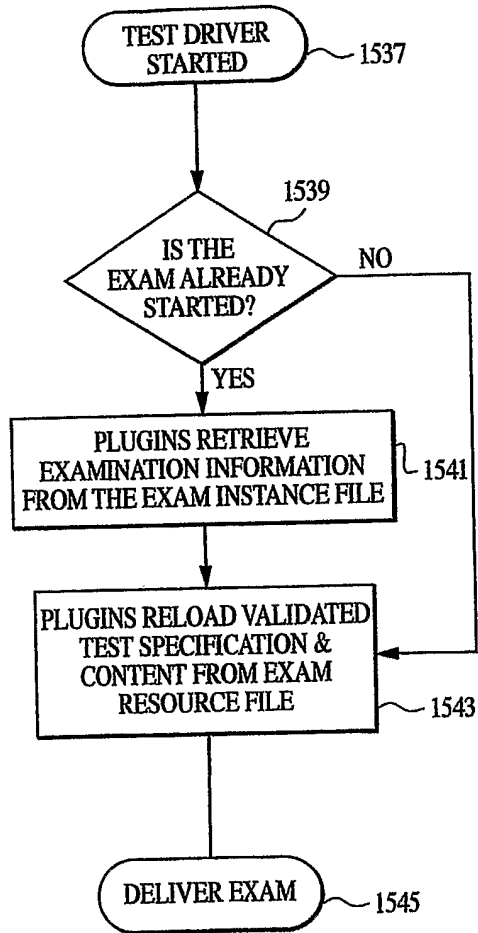 TEST DRIVER
STARTED
1537
1539
IS THE
EXAM ALREADY
STARTED?
NO
YES
PLUGINS RETRIEVE
EXAMINATION INFORMATION
FROM THE EXAM INSTANCE FILE
1541
PLUGINS RELOAD VALIDATED
TEST SPECIFICATION &
CONTENT FROM EXAM
RESOURCE FILE
1543
DELIVER EXAM
1545